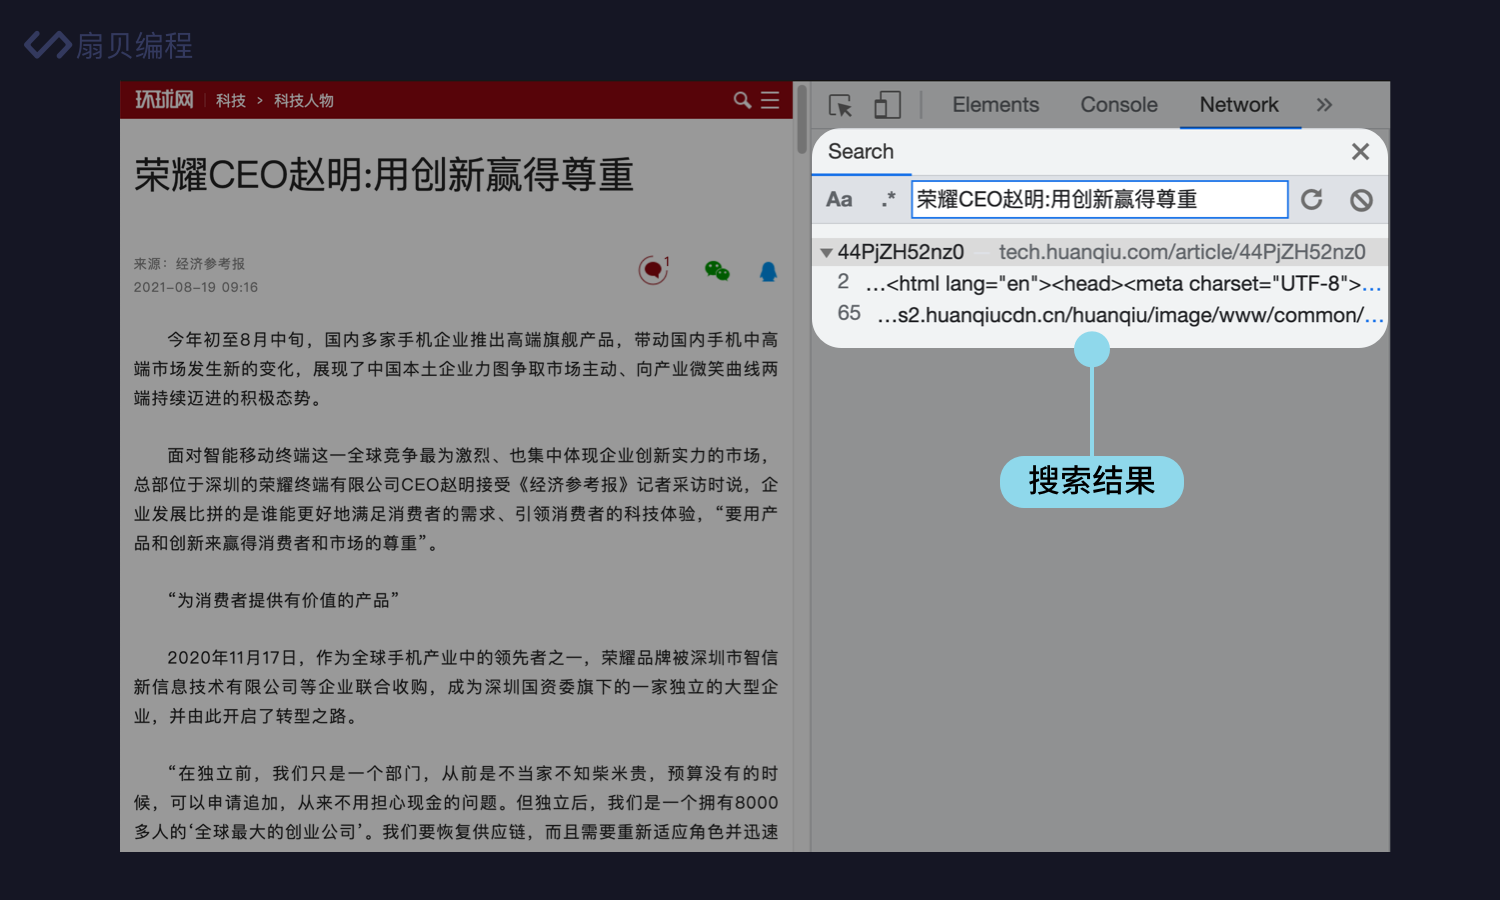 扇贝编程
环球网 科技 > 科技人物
荣耀CEO赵明:用创新赢得尊重
来源：经济参考报
2021-08-19 09:16
1
今年初至8月中旬，国内多家手机企业推出高端旗舰产品，带动国内手机中高
端市场发生新的变化，展现了中国本土企业力图争取市场主动、向产业微笑曲线两
端持续迈进的积极态势。
面对智能移动终端这一全球竞争最为激烈、也集中体现企业创新实力的市场，
总部位于深圳的荣耀终端有限公司CEO赵明接受《经济参考报》记者采访时说，企
业发展比拼的是谁能更好地满足消费者的需求、引领消费者的科技体验，“要用产
品和创新来赢得消费者和市场的尊重”。
“为消费者提供有价值的产品”
2020年11月17日，作为全球手机产业中的领先者之一，荣耀品牌被深圳市智信
新信息技术有限公司等企业联合收购，成为深圳国资委旗下的一家独立的大型企
业，并由此开启了转型之路。
“在独立前，我们只是一个部门，从前是不当家不知柴米贵，预算没有的时
候，可以申请追加，从来不用担心现金的问题。但独立后，我们是一个拥有8000
多人的‘全球最大的创业公司’。我们要恢复供应链，而且需要重新适应角色并迅速
Elements Console Network »
Search
Aa .* 荣耀CEO赵明:用创新赢得尊重
44PjZH52nz0 — tech.huanqiu.com/article/44PjZH52nz0
2 …<html lang="en"><head><meta charset="UTF-8">…
65 …s2.huanqiucdn.cn/huanqiu/image/www/common/…
搜索结果